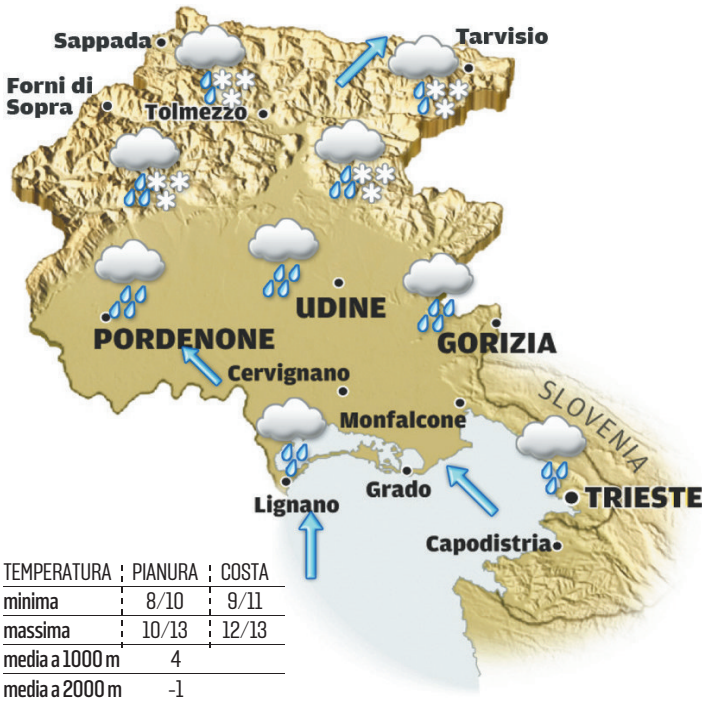 Sappada
Tarvisio
Forni di
Sopra
Tolmezzo
UDINE
PORDENONE
GORIZIA
Cervignano
SLOVENIA
Monfalcone
Grado
Lignano
TRIESTE
Capodistria
TEMPERATURA PIANURA COSTA
minima 8/10 9/11
massima 10/13 12/13
media a 1000 m 4
media a 2000 m -1